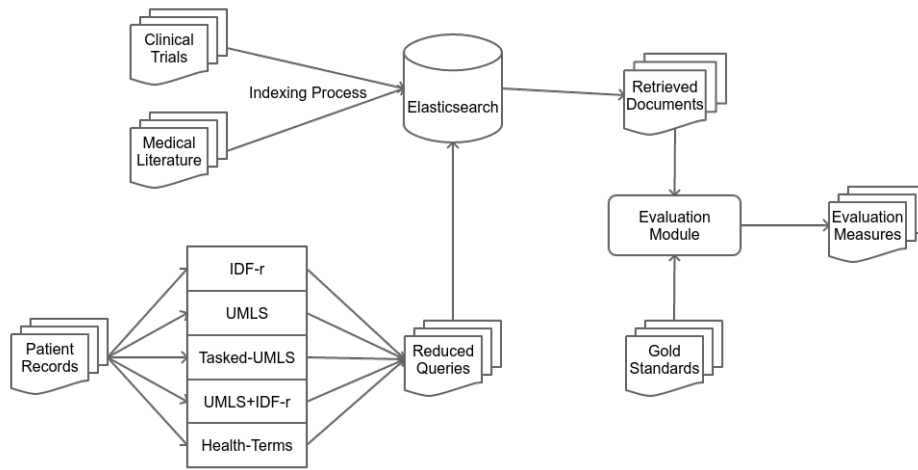 Clinical
Trials
Indexing Process
Medical
Literature
Elasticsearch
Retrieved
Documents
Evaluation
Module
Evaluation
Measures
IDF-r
UMLS
Patient
Records
Tasked-UMLS
UMLS+IDF-r
Health-Terms
Reduced
Queries
Gold
Standards